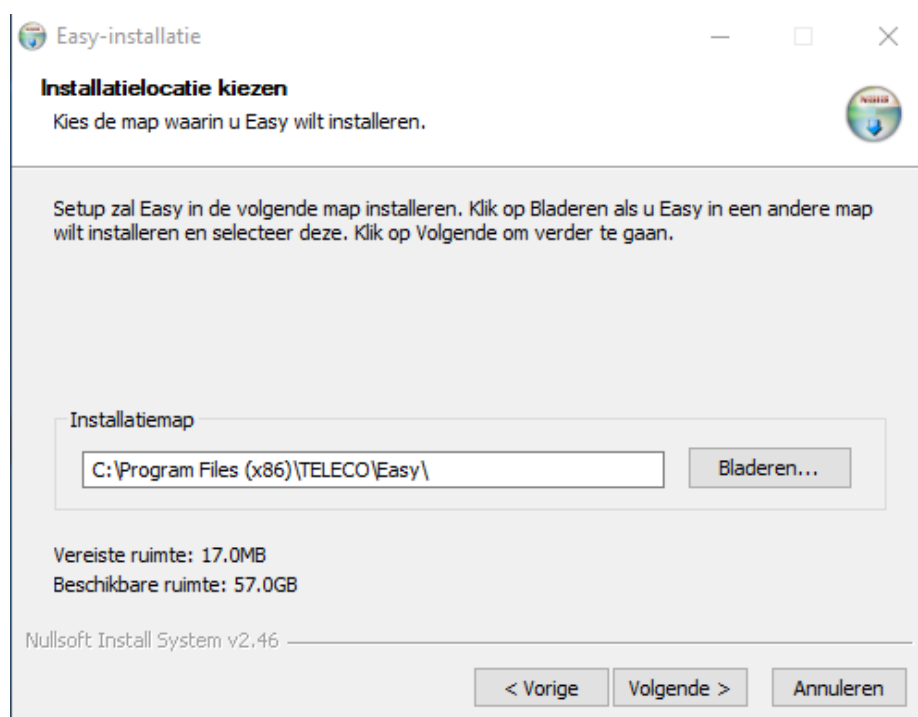 Easy-installatie
Installatielocatie kiezen
Kies de map waarin u Easy wilt installeren.
NSIS
Setup zal Easy in de volgende map installeren. Klik op Bladeren als u Easy in een andere map
wilt installeren en selecteer deze. Klik op Volgende om verder te gaan.
Installatiemap
C:\Program Files (x86)\TELECO\Easy\
Bladeren...
Vereiste ruimte: 17.0MB
Beschikbare ruimte: 57.0GB
Nullsoft Install System v2.46
< Vorige
Volgende >
Annuleren